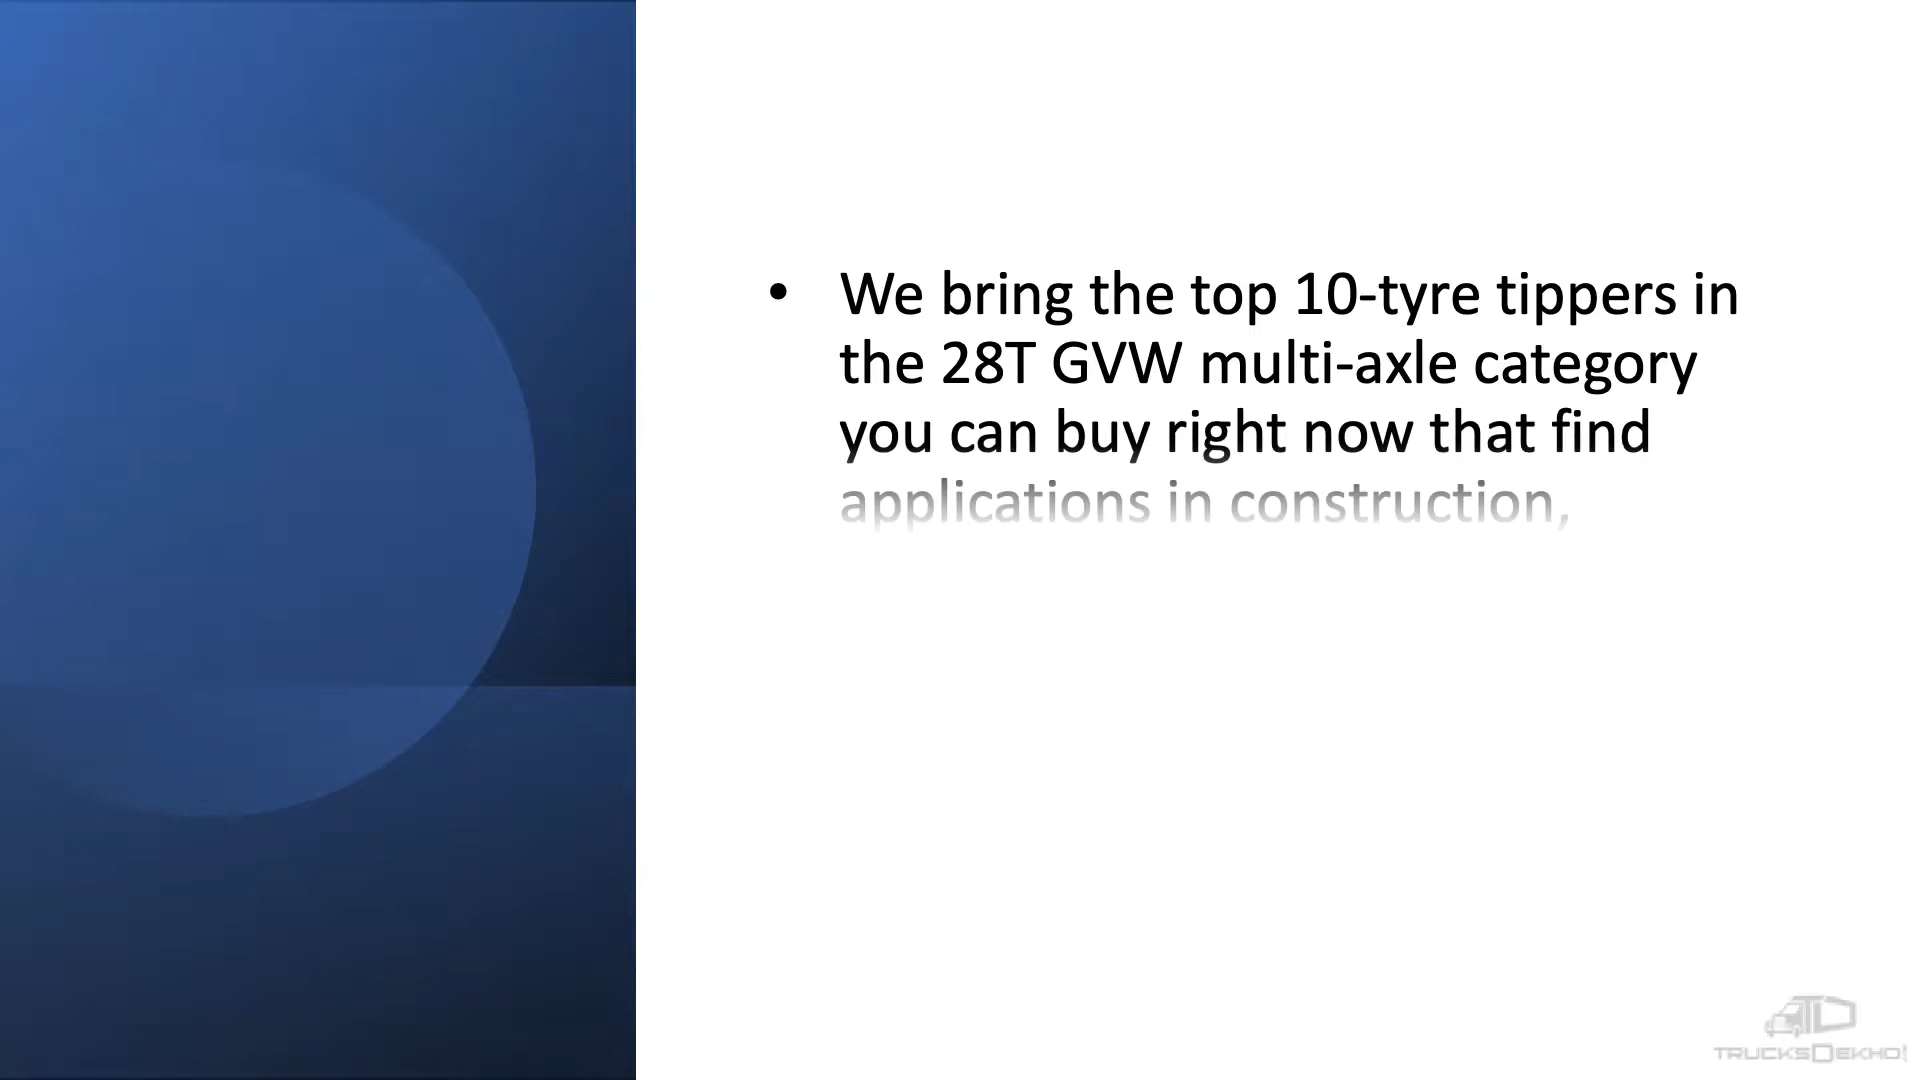 • We bring the top 10-tyre tippers in
the 28T GVW multi-axle category
you can buy right now that find
applications in construction,
TRUCKSDEKHO!